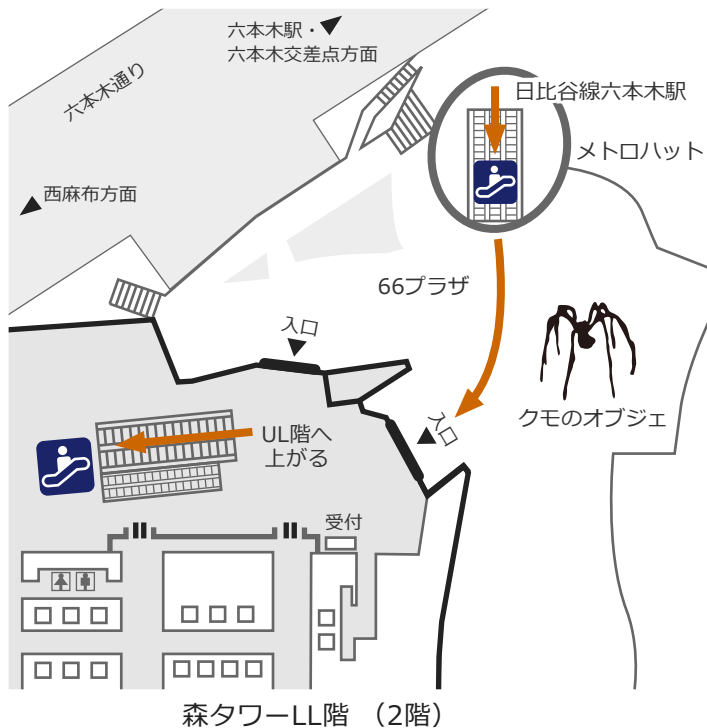 六本木駅・
六本木交差点方面
六本木通り
日比谷線六本木駅
メトロハット
西麻布方面
66プラザ
入口
クモのオブジェ
入口
UL階へ
上がる
受付
森タワーLL階 （2階）